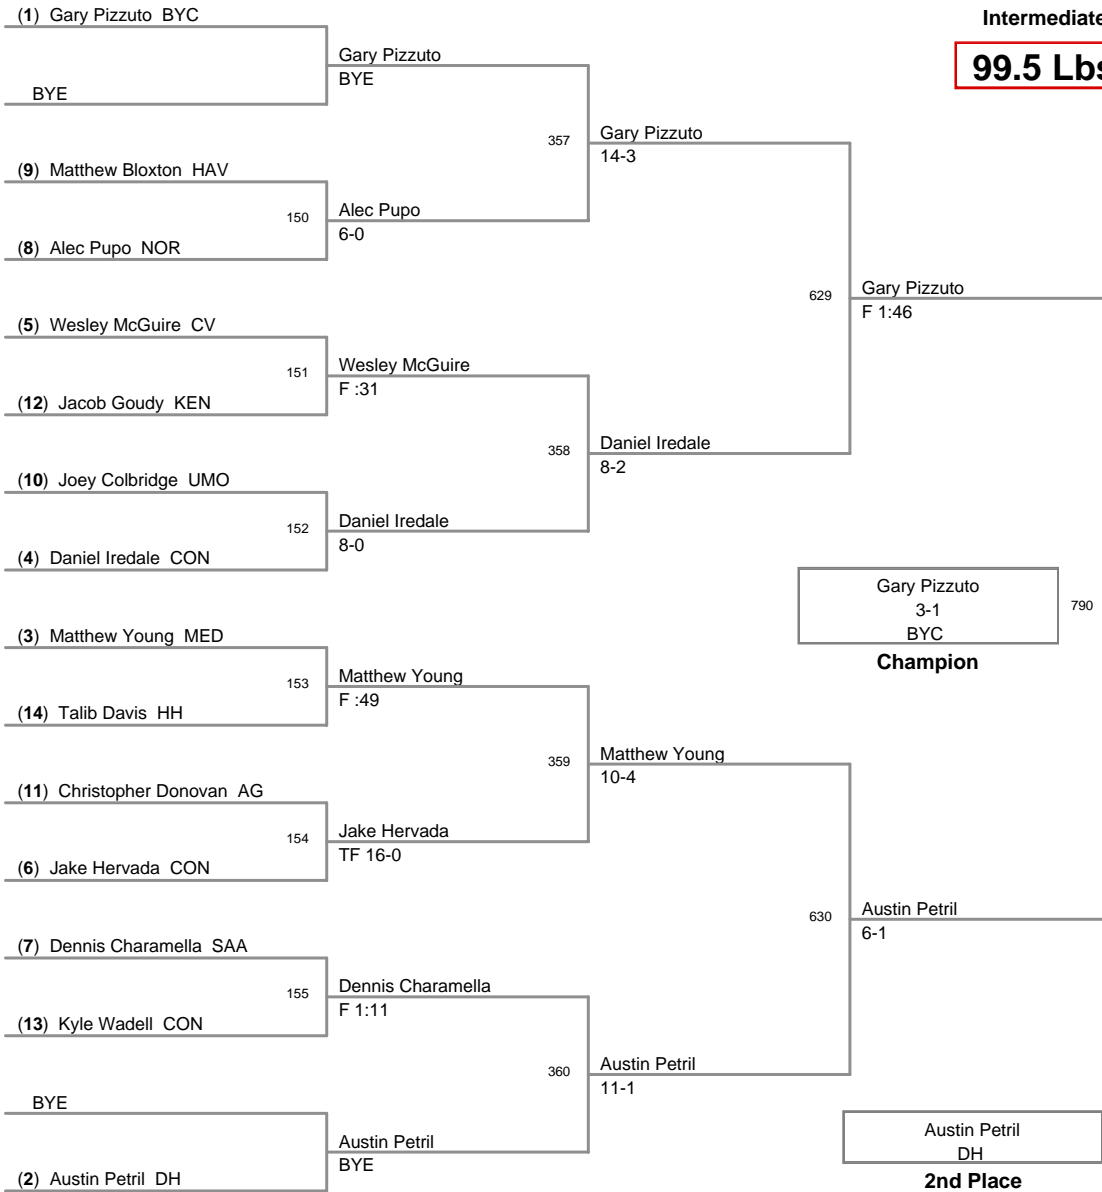 (1) Gary Pizzuto BYC
Intermediate
Gary Pizzuto
BYE
99.5 Lbs
BYE
357
Gary Pizzuto
14-3
(9) Matthew Bloxton HAV
150
Alec Pupo
6-0
(8) Alec Pupo NOR
629
Gary Pizzuto
F 1:46
(5) Wesley McGuire CV
151
Wesley McGuire
F :31
(12) Jacob Goudy KEN
358
Daniel Iredale
8-2
(10) Joey Colbridge UMO
152
Daniel Iredale
8-0
(4) Daniel Iredale CON
Gary Pizzuto
3-1
BYC
790
Champion
(3) Matthew Young MED
153
Matthew Young
F :49
(14) Talib Davis HH
359
Matthew Young
10-4
(11) Christopher Donovan AG
154
Jake Hervada
TF 16-0
(6) Jake Hervada CON
630
Austin Petril
6-1
(7) Dennis Charamella SAA
155
Dennis Charamella
F 1:11
(13) Kyle Wadell CON
360
Austin Petril
11-1
BYE
Austin Petril
BYE
(2) Austin Petril DH
Austin Petril
DH
2nd Place